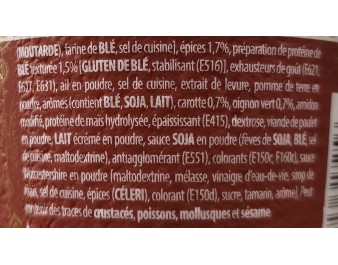 (MOUTARDE), farine de BLÉ, sel de cuisine], épices 1,7%, préparation de protéine de
BLÉ texturée 1,5% [GLUTEN DE BLÉ, stabilisant (E516)], exhausteurs de goût (E621,
E627, E631), ail en poudre, sel de cuisine, extrait de levure, pomme de terre en
poudre, arômes (contient BLÉ, SOJA, LAIT), carotte 0,7%, oignon vert 0,7%, amidon
modifié, protéine de maïs hydrolysée, épaississant (E415), dextrose, viande de poulet
en poudre, LAIT écrémé en poudre, sauce SOJA en poudre (fèves de SOJA, BLÉ, sel
de cuisine, maltodextrine), antiagglomérant (E551), colorants (E150c, F160c), sauce
Worcestershire en poudre [maltodextrine, mélasse, vinaigre d'eau-de-vie, sirop de
maïs, sel de cuisine, épices (CÉLERI), colorant (E150d), sucre, tamarin, arôme]. Peut
contenir des traces de crustacés, poissons, mollusques et sésame.